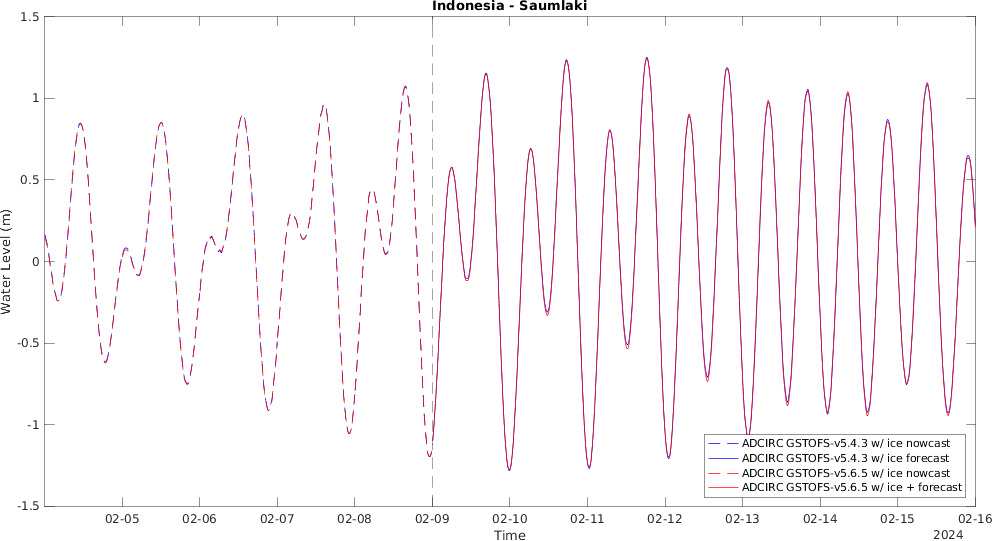 Indonesia - Saumlaki
Water Level (m)
1.5
1
0.5
0
-0.5
-1
-1.5
02-05 02-06 02-07 02-08 02-09 02-10 02-11 02-12 02-13 02-14 02-15 02-16
Time
2024
ADCIRC GSTOFS-v5.4.3 w/ ice nowcast
ADCIRC GSTOFS-v5.4.3 w/ ice forecast
ADCIRC GSTOFS-v5.6.5 w/ ice nowcast
ADCIRC GSTOFS-v5.6.5 w/ ice + forecast